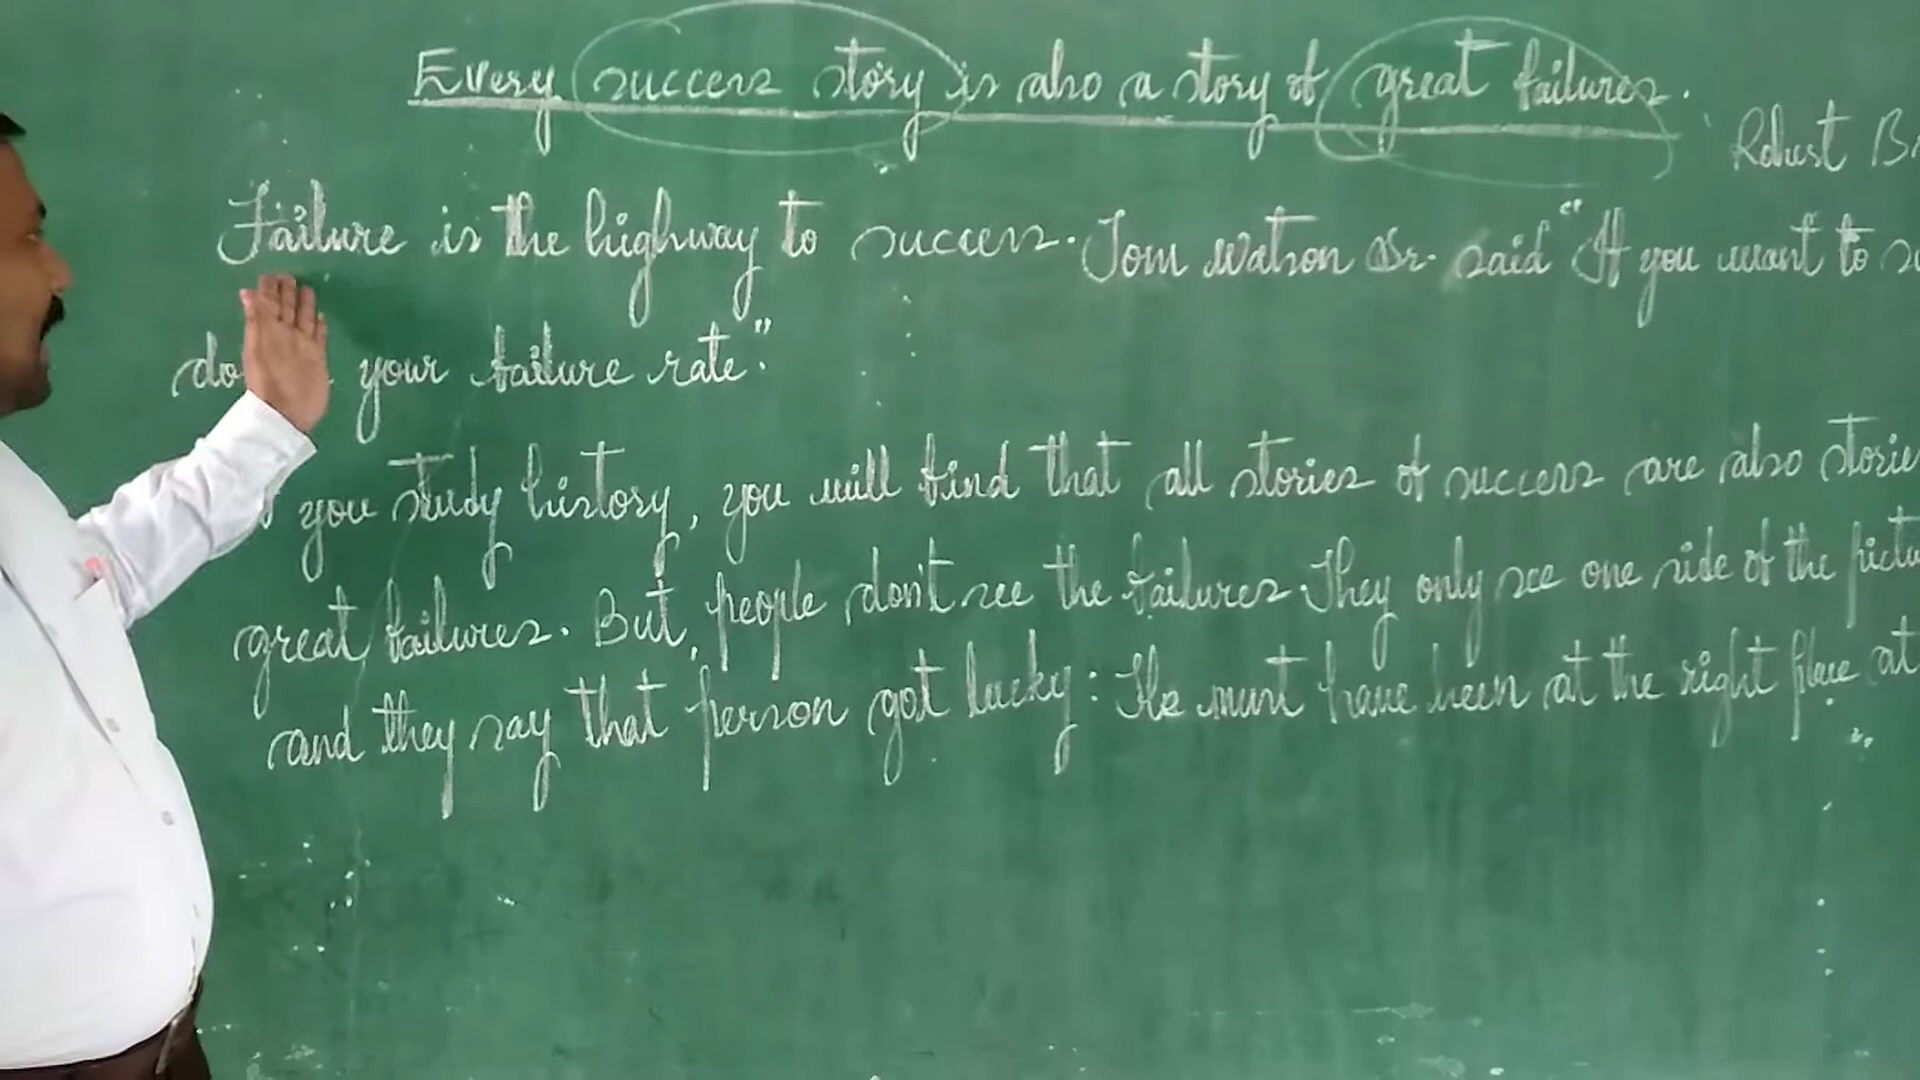 Every success story is also a story of great failures.
Robust
Failure is the highway to success. Tom Watson Sr. said "If you want to
your failure rate."
you study history, you will find that all stories of success are also
great failures. But, people don't see the failures. They only see one side of the
and they say that person got lucky: He must have been at the right place at